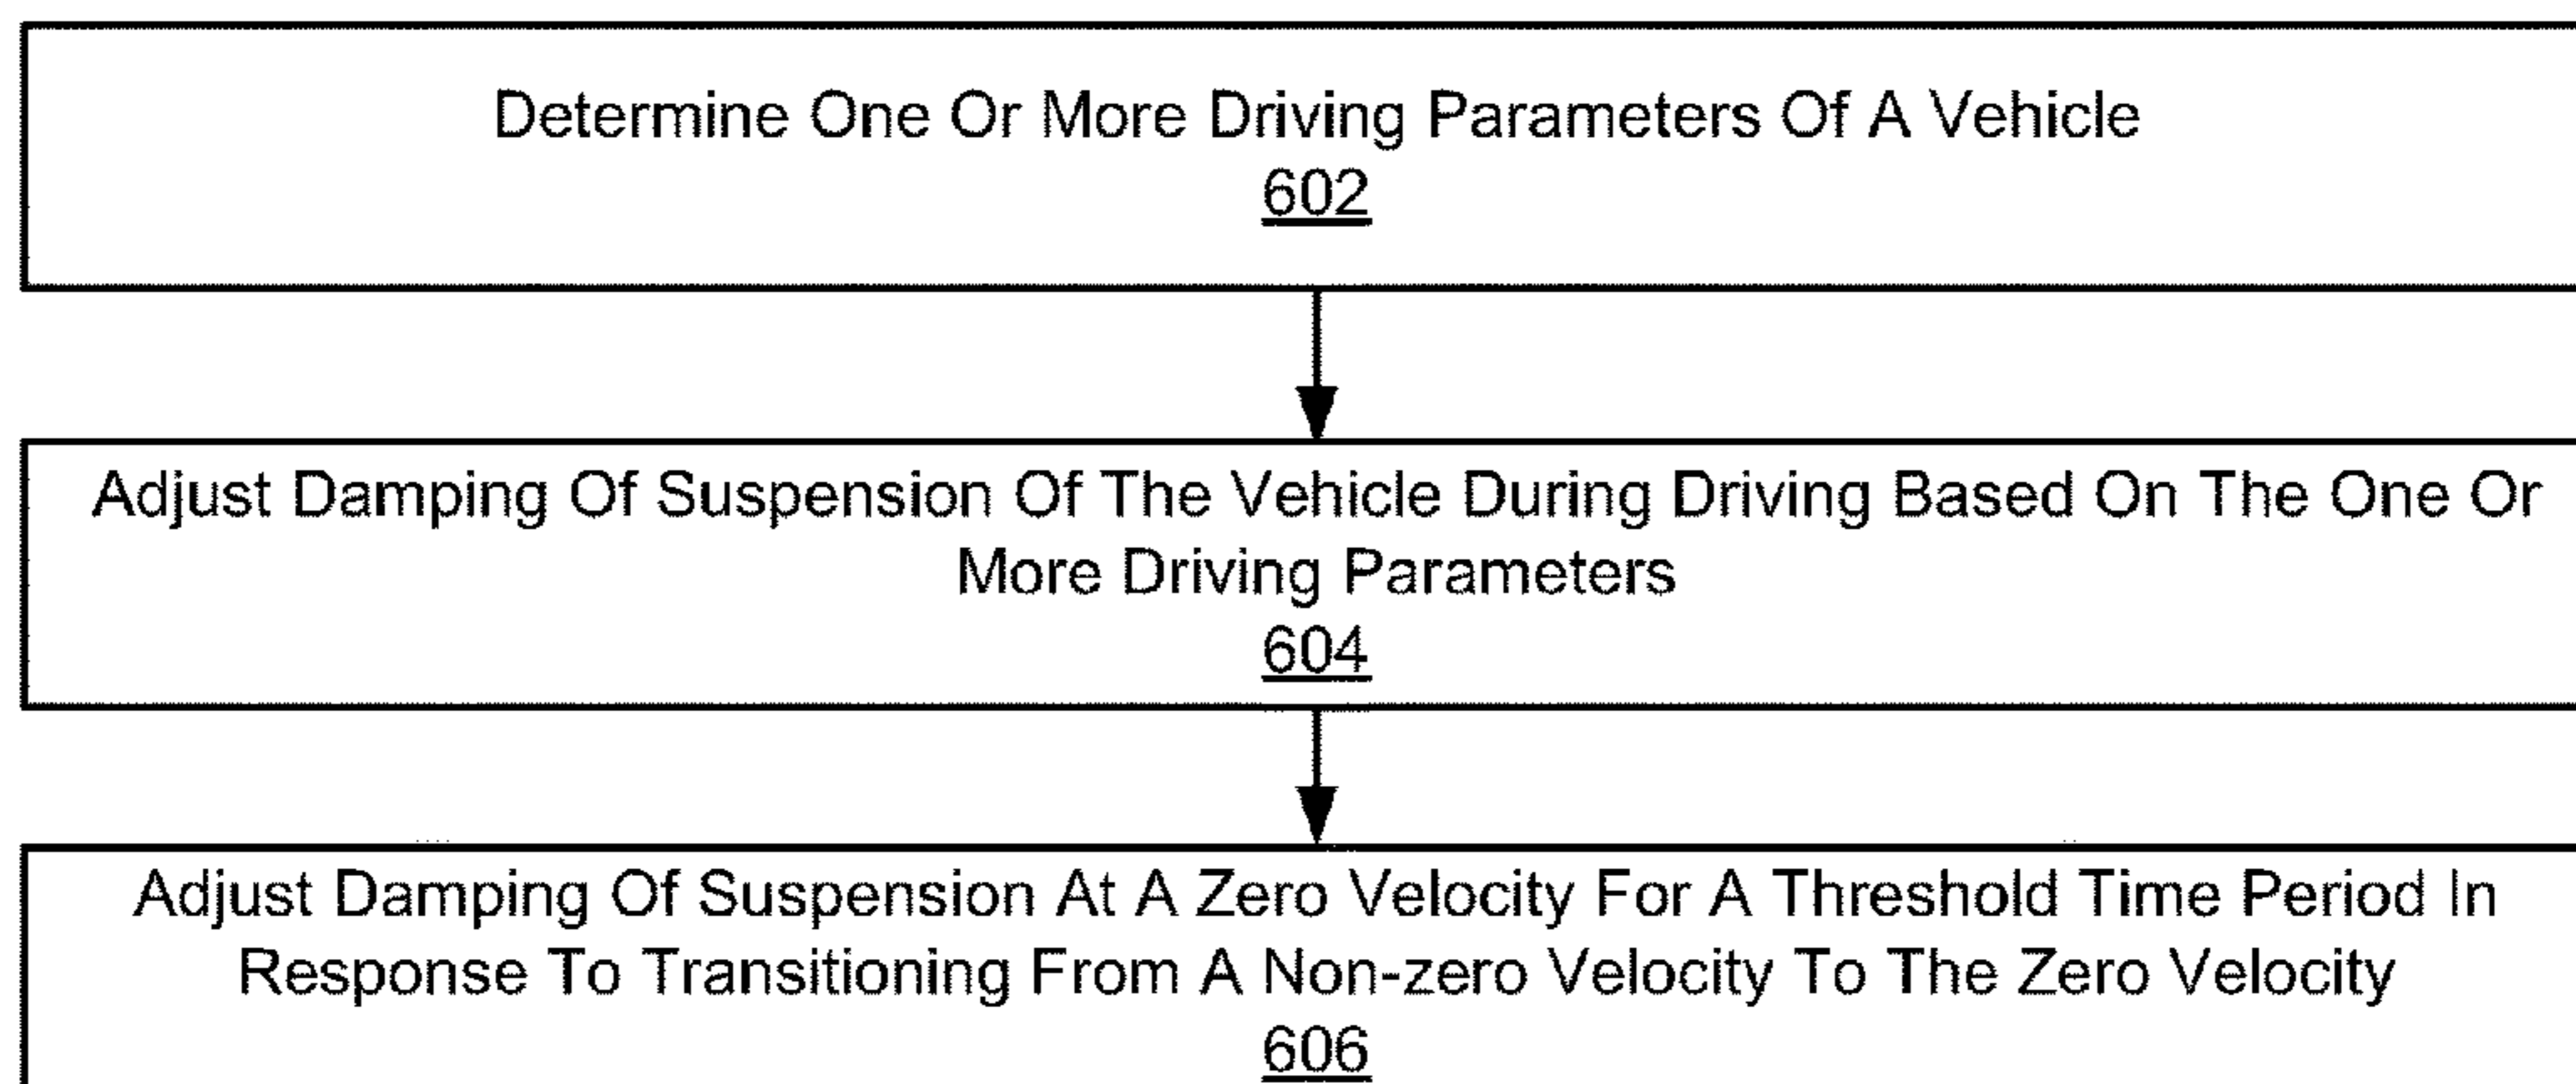 Determine One Or More Driving Parameters Of A Vehicle
602
Adjust Damping Of Suspension Of The Vehicle During Driving Based On The One Or
More Driving Parameters
604
Adjust Damping Of Suspension At A Zero Velocity For A Threshold Time Period In
Response To Transitioning From A Non-zero Velocity To The Zero Velocity
606